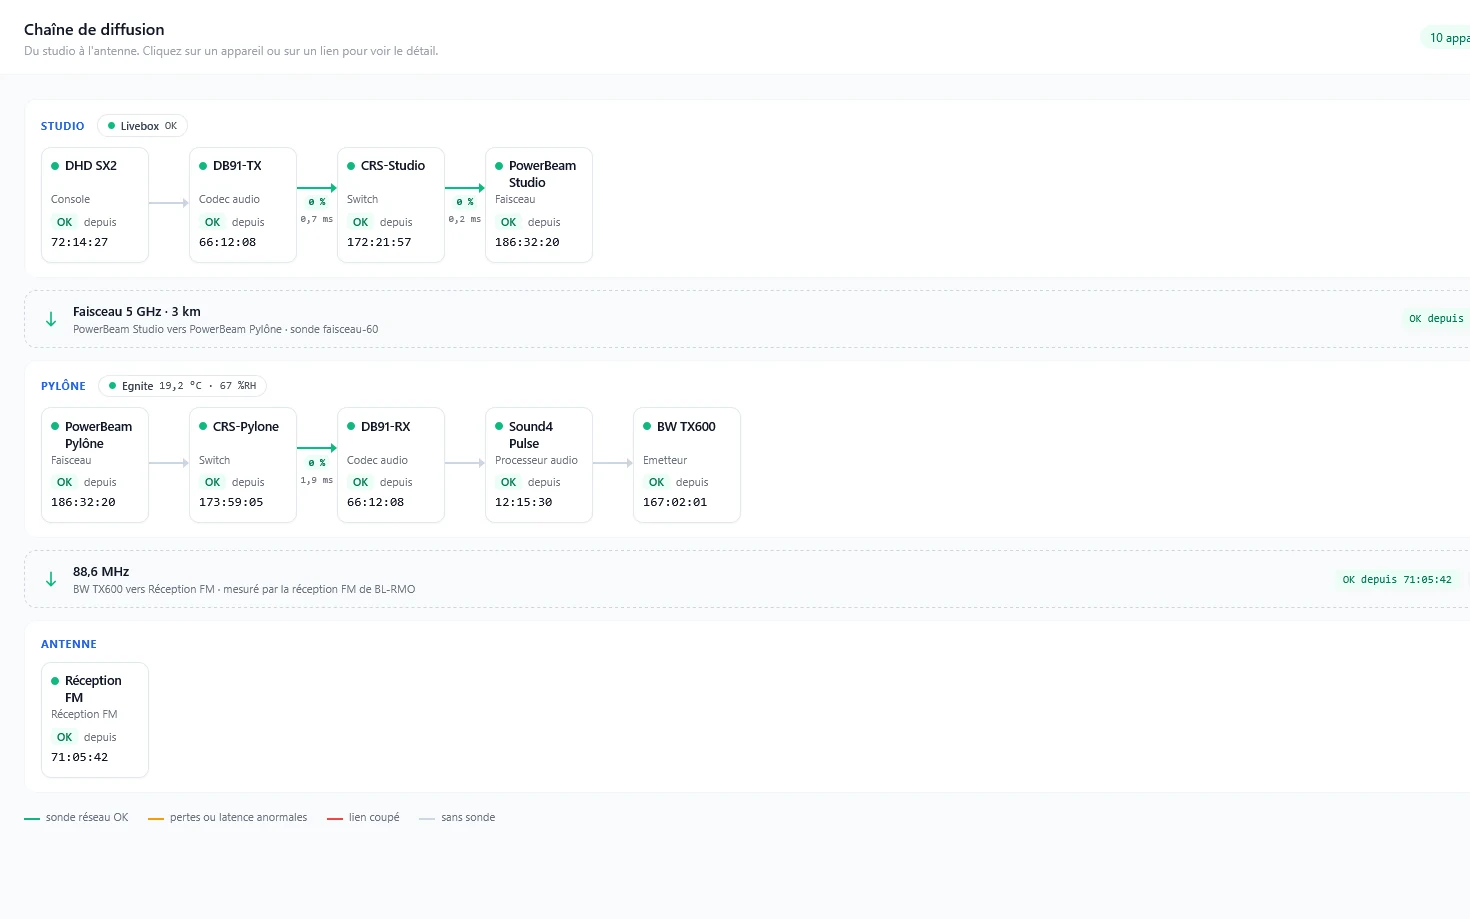 Chaîne de diffusion
Du studio à l'antenne. Cliquez sur un appareil ou sur un lien pour voir le détail.
10 appa
STUDIO
Livebox OK
DHD SX2
Console
OK depuis
72:14:27
DB91-TX
Codec audio
OK depuis
66:12:08
0 %
0,7 ms
CRS-Studio
Switch
OK depuis
172:21:57
0 %
0,2 ms
PowerBeam
Studio
Faisceau
OK depuis
186:32:20
Faisceau 5 GHz · 3 km
PowerBeam Studio vers PowerBeam Pylône · sonde faisceau-60
OK depuis
PYLÔNE
Egnite 19,2 °C · 67 %RH
PowerBeam
Pylône
Faisceau
OK depuis
186:32:20
CRS-Pylone
Switch
OK depuis
173:59:05
0 %
1,9 ms
DB91-RX
Codec audio
OK depuis
66:12:08
Sound4
Pulse
Processeur audio
OK depuis
12:15:30
BW TX600
Emetteur
OK depuis
167:02:01
88,6 MHz
BW TX600 vers Réception FM · mesuré par la réception FM de BL-RMO
OK depuis 71:05:42
ANTENNE
Réception
FM
Réception FM
OK depuis
71:05:42
sonde réseau OK
pertes ou latence anormales
lien coupé
sans sonde